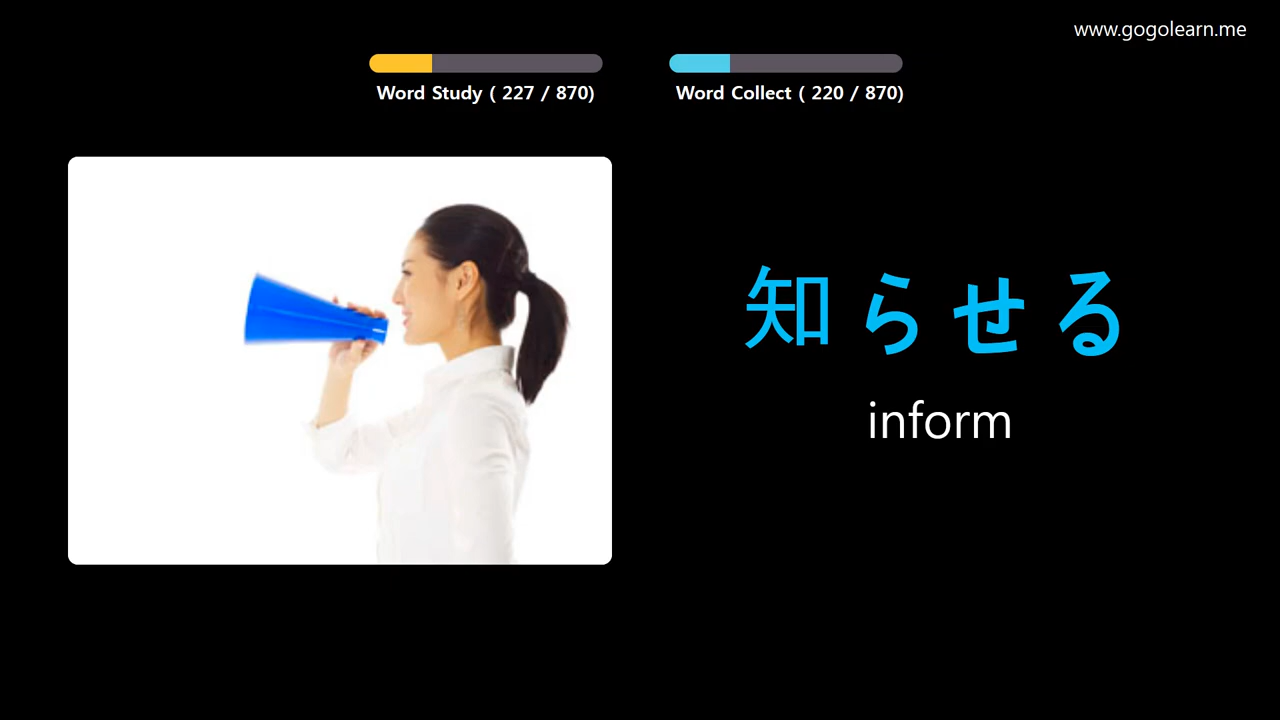 www.gogolearn.me
Word Study ( 227 / 870)
Word Collect ( 220 / 870)
知らせる
inform